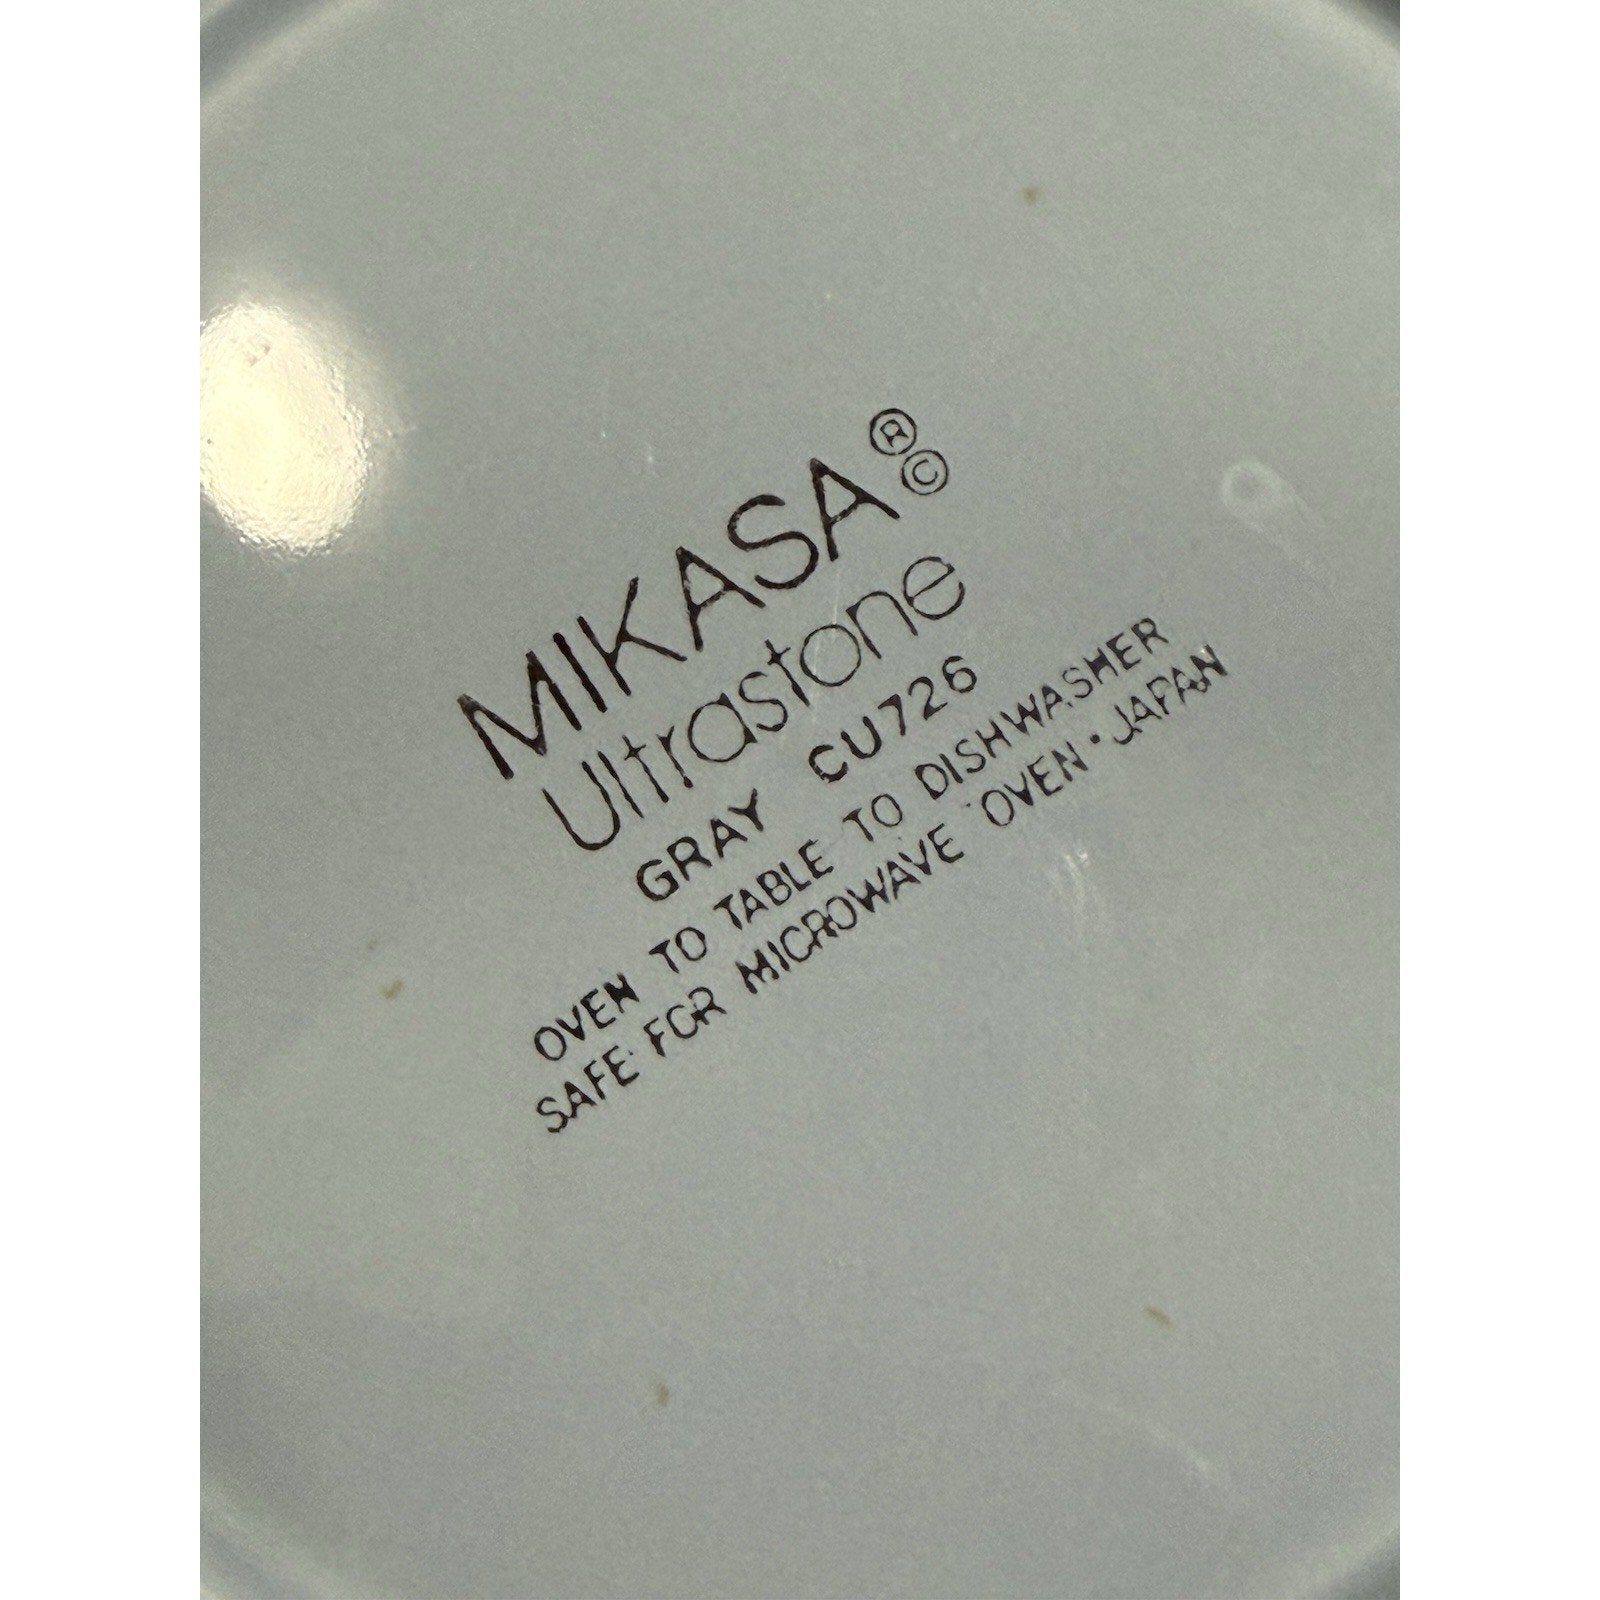 MIKASA ® ©
Ultrastone
GRAY CU726
OVEN TO TABLE TO DISHWASHER
SAFE FOR MICROWAVE OVEN · JAPAN